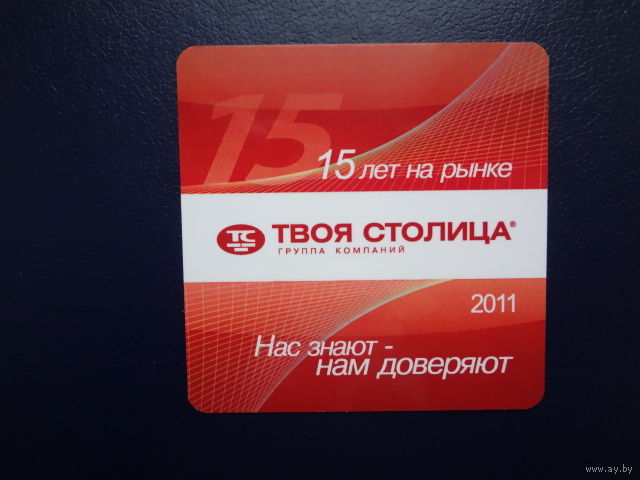 15
15 лет на рынке
ТС
ТВОЯ СТОЛИЦА®
ГРУППА КОМПАНИЙ
2011
Нас знают -
нам доверяют
www.ay.by